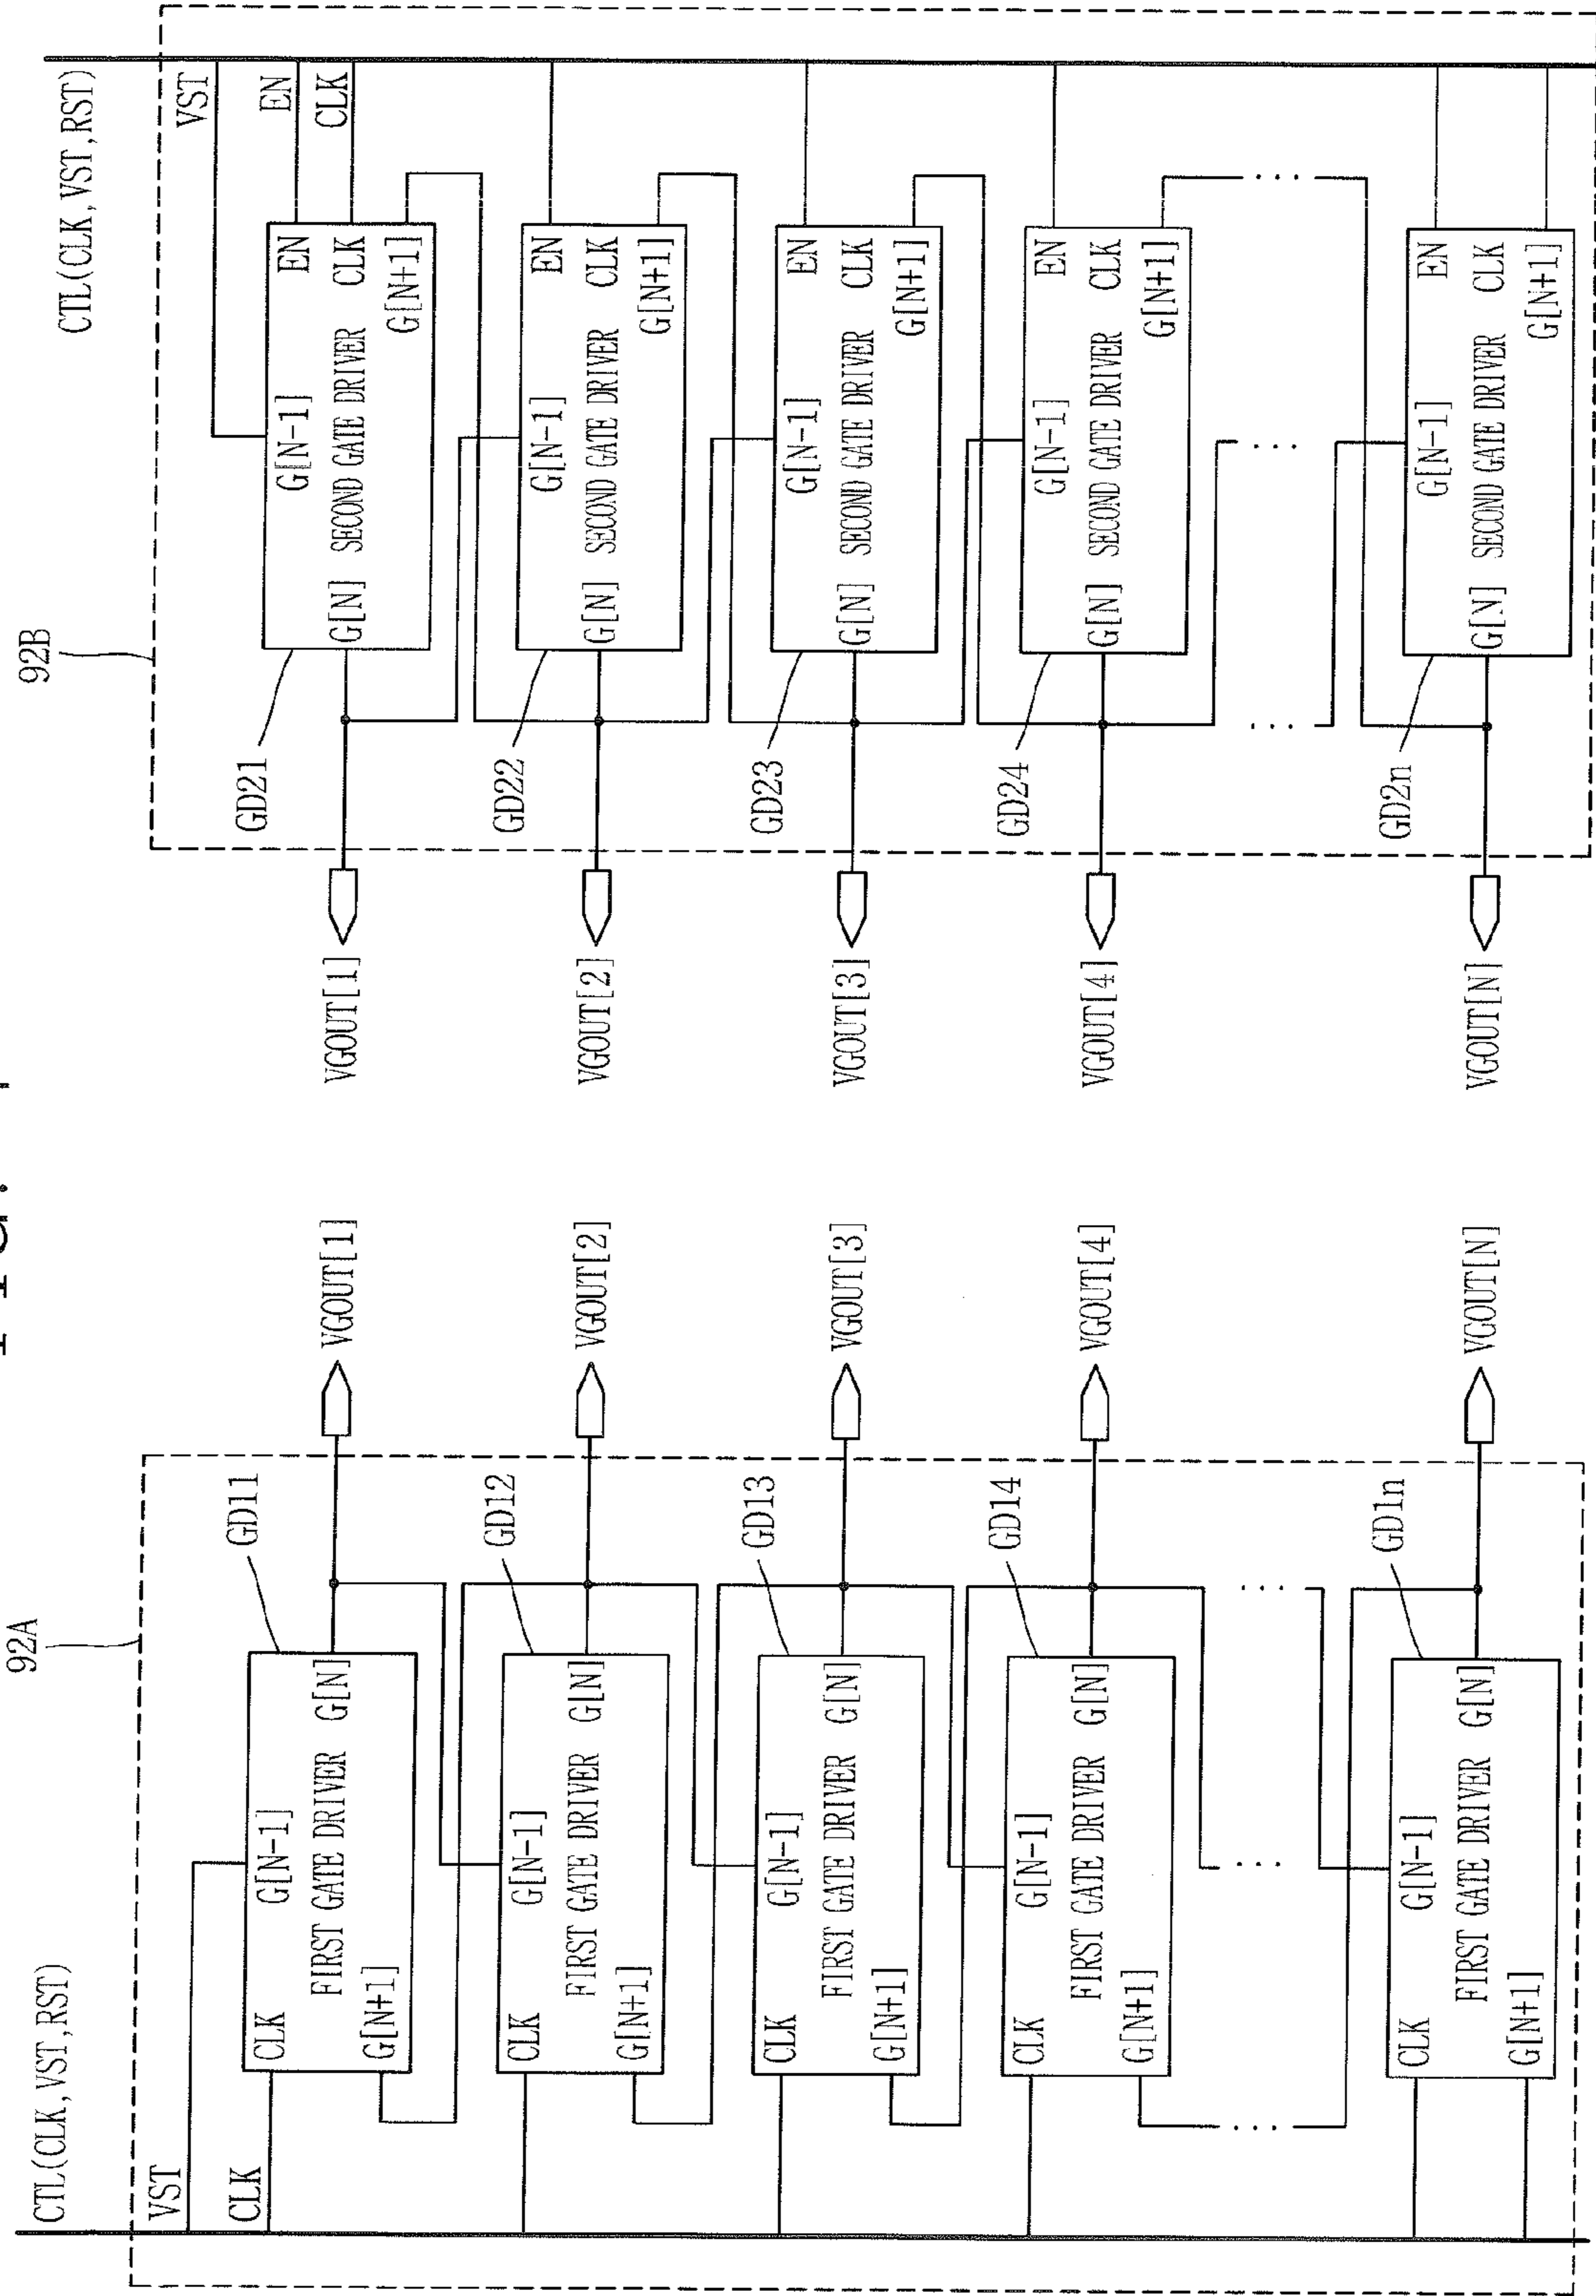 FIG.
92A
92B
CTL(CLK,VST,RST)
CTL(CLK,VST,RST)
VST
CLK
VST
EN
CLK
GD11
CLK
G[N-1]
FIRST GATE DRIVER
G[N]
G[N+1]
VGOUT[1]
VGOUT[1]
GD21
G[N-1]
EN
G[N]
SECOND GATE DRIVER
CLK
G[N+1]
GD12
CLK
G[N-1]
FIRST GATE DRIVER
G[N]
G[N+1]
VGOUT[2]
VGOUT[2]
GD22
G[N-1]
EN
G[N]
SECOND GATE DRIVER
CLK
G[N+1]
GD13
CLK
G[N-1]
FIRST GATE DRIVER
G[N]
G[N+1]
VGOUT[3]
VGOUT[3]
GD23
G[N-1]
EN
G[N]
SECOND GATE DRIVER
CLK
G[N+1]
GD14
CLK
G[N-1]
FIRST GATE DRIVER
G[N]
G[N+1]
VGOUT[4]
VGOUT[4]
GD24
G[N-1]
EN
G[N]
SECOND GATE DRIVER
CLK
G[N+1]
...
...
...
...
...
...
GD1n
CLK
G[N-1]
FIRST GATE DRIVER
G[N]
G[N+1]
VGOUT[N]
VGOUT[N]
GD2n
G[N-1]
EN
G[N]
SECOND GATE DRIVER
CLK
G[N+1]